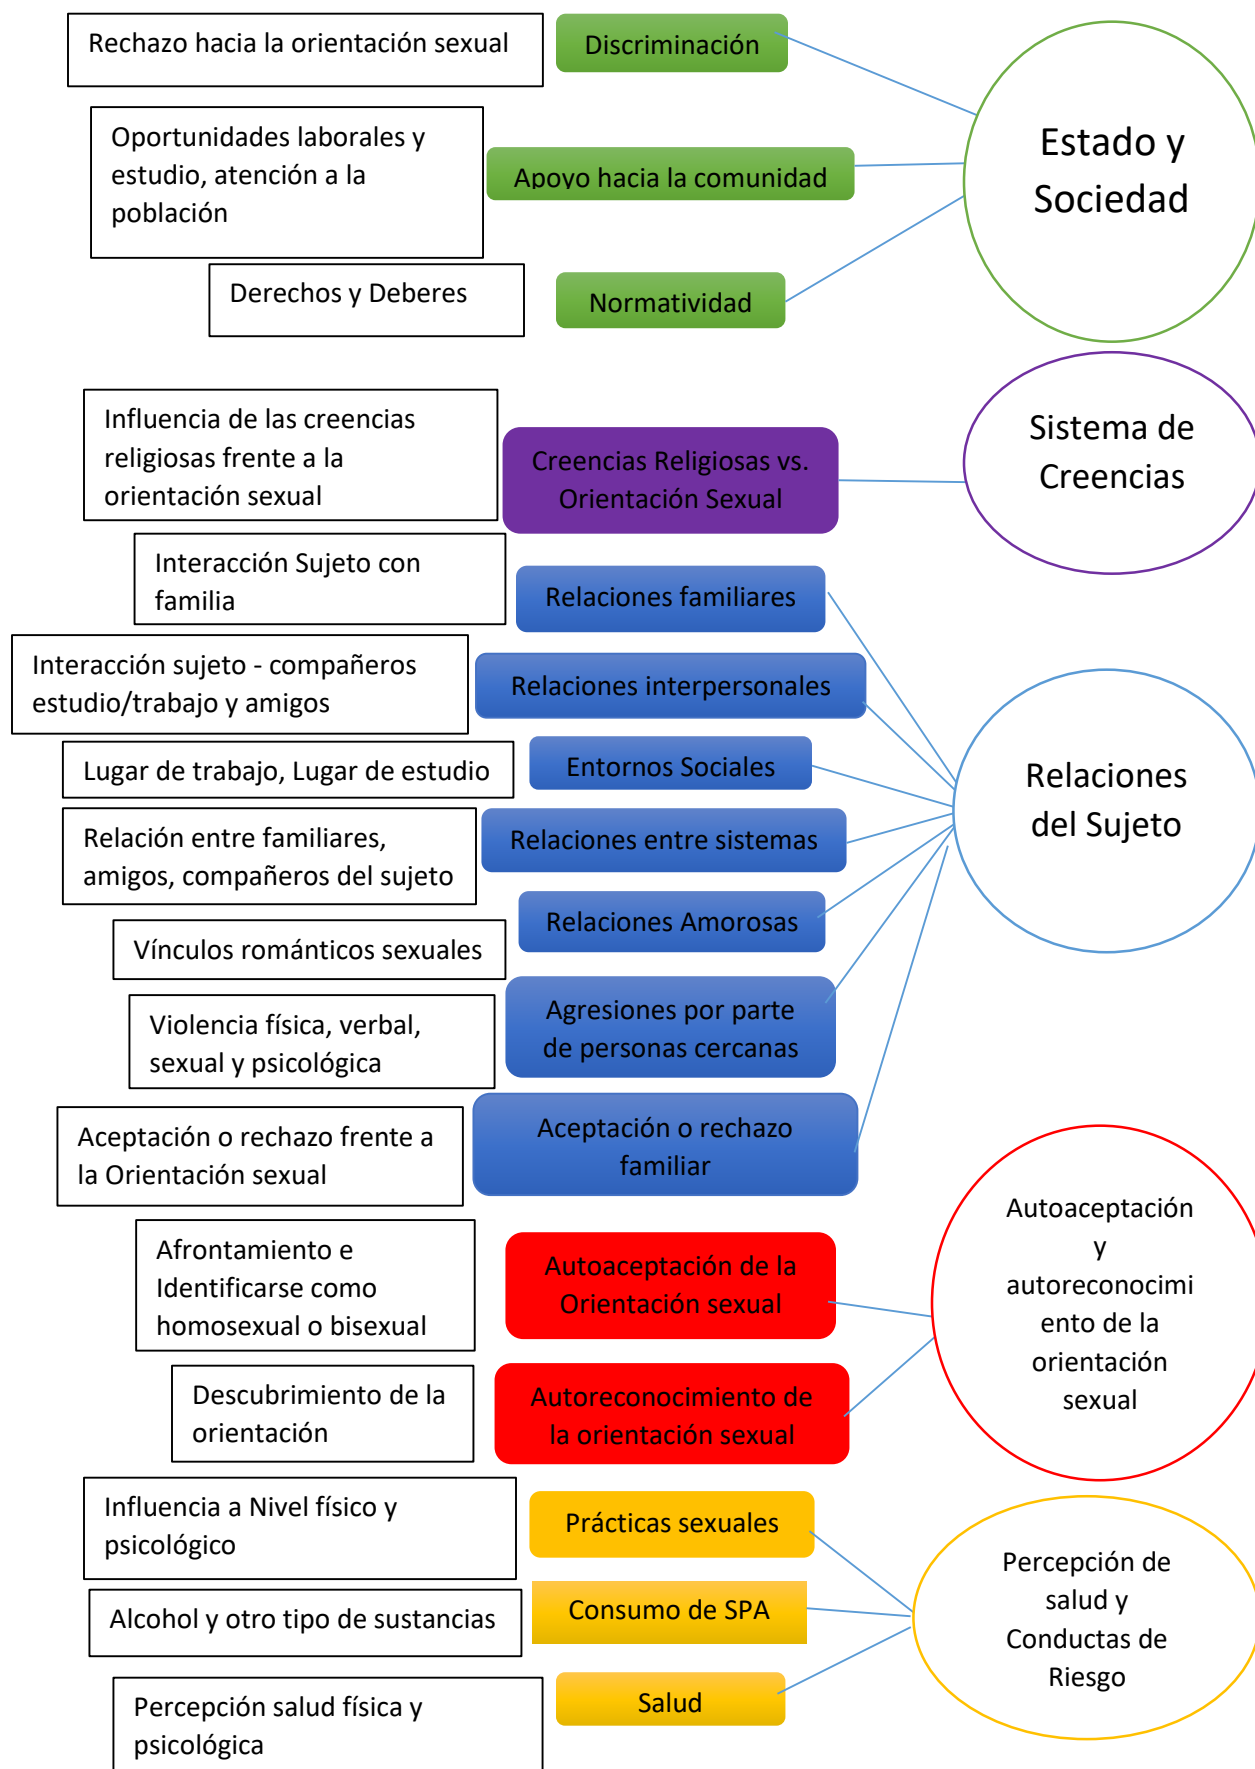 Rechazo hacia la orientación sexual
Discriminación
Oportunidades laborales y
estudio, atención a la
población
Apoyo hacia la comunidad
Derechos y Deberes
Normatividad
Estado y
Sociedad
Influencia de las creencias
religiosas frente a la
orientación sexual
Creencias Religiosas vs.
Orientación Sexual
Sistema de
Creencias
Interacción Sujeto con
familia
Relaciones familiares
Interacción sujeto - compañeros
estudio/trabajo y amigos
Relaciones interpersonales
Lugar de trabajo, Lugar de estudio
Entornos Sociales
Relación entre familiares,
amigos, compañeros del sujeto
Relaciones entre sistemas
Vínculos románticos sexuales
Relaciones Amorosas
Violencia física, verbal,
sexual y psicológica
Agresiones por parte
de personas cercanas
Aceptación o rechazo frente a
la Orientación sexual
Aceptación o rechazo
familiar
Relaciones
del Sujeto
Afrontamiento e
Identificarse como
homosexual o bisexual
Autoaceptación de la
Orientación sexual
Descubrimiento de la
orientación
Autoreconocimiento de
la orientación sexual
Autoaceptación
y
autoreconocimi
ento de la
orientación
sexual
Influencia a Nivel físico y
psicológico
Prácticas sexuales
Alcohol y otro tipo de sustancias
Consumo de SPA
Percepción salud física y
psicológica
Salud
Percepción de
salud y
Conductas de
Riesgo